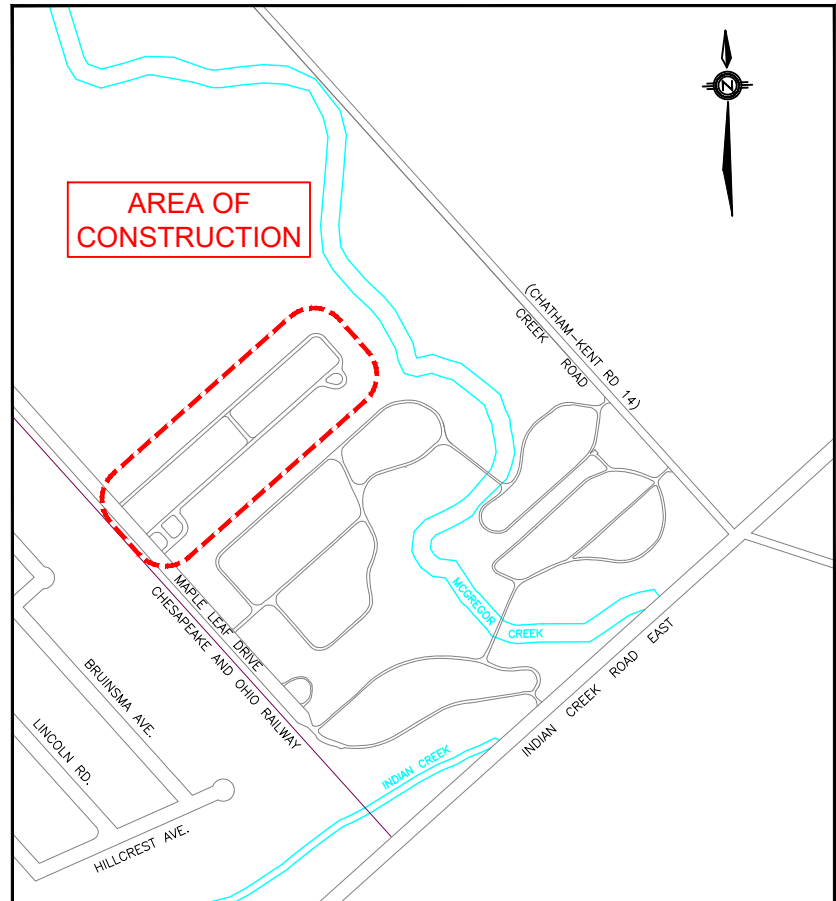 N
AREA OF
CONSTRUCTION
(CHATHAM-KENT RD 14)
CREEK ROAD
MAPLE LEAF DRIVE
CHESAPEAKE AND OHIO RAILWAY
MCGREGOR
CREEK
BRUINSMA AVE.
LINCOLN RD.
HILLCREST AVE.
INDIAN CREEK
INDIAN CREEK ROAD EAST